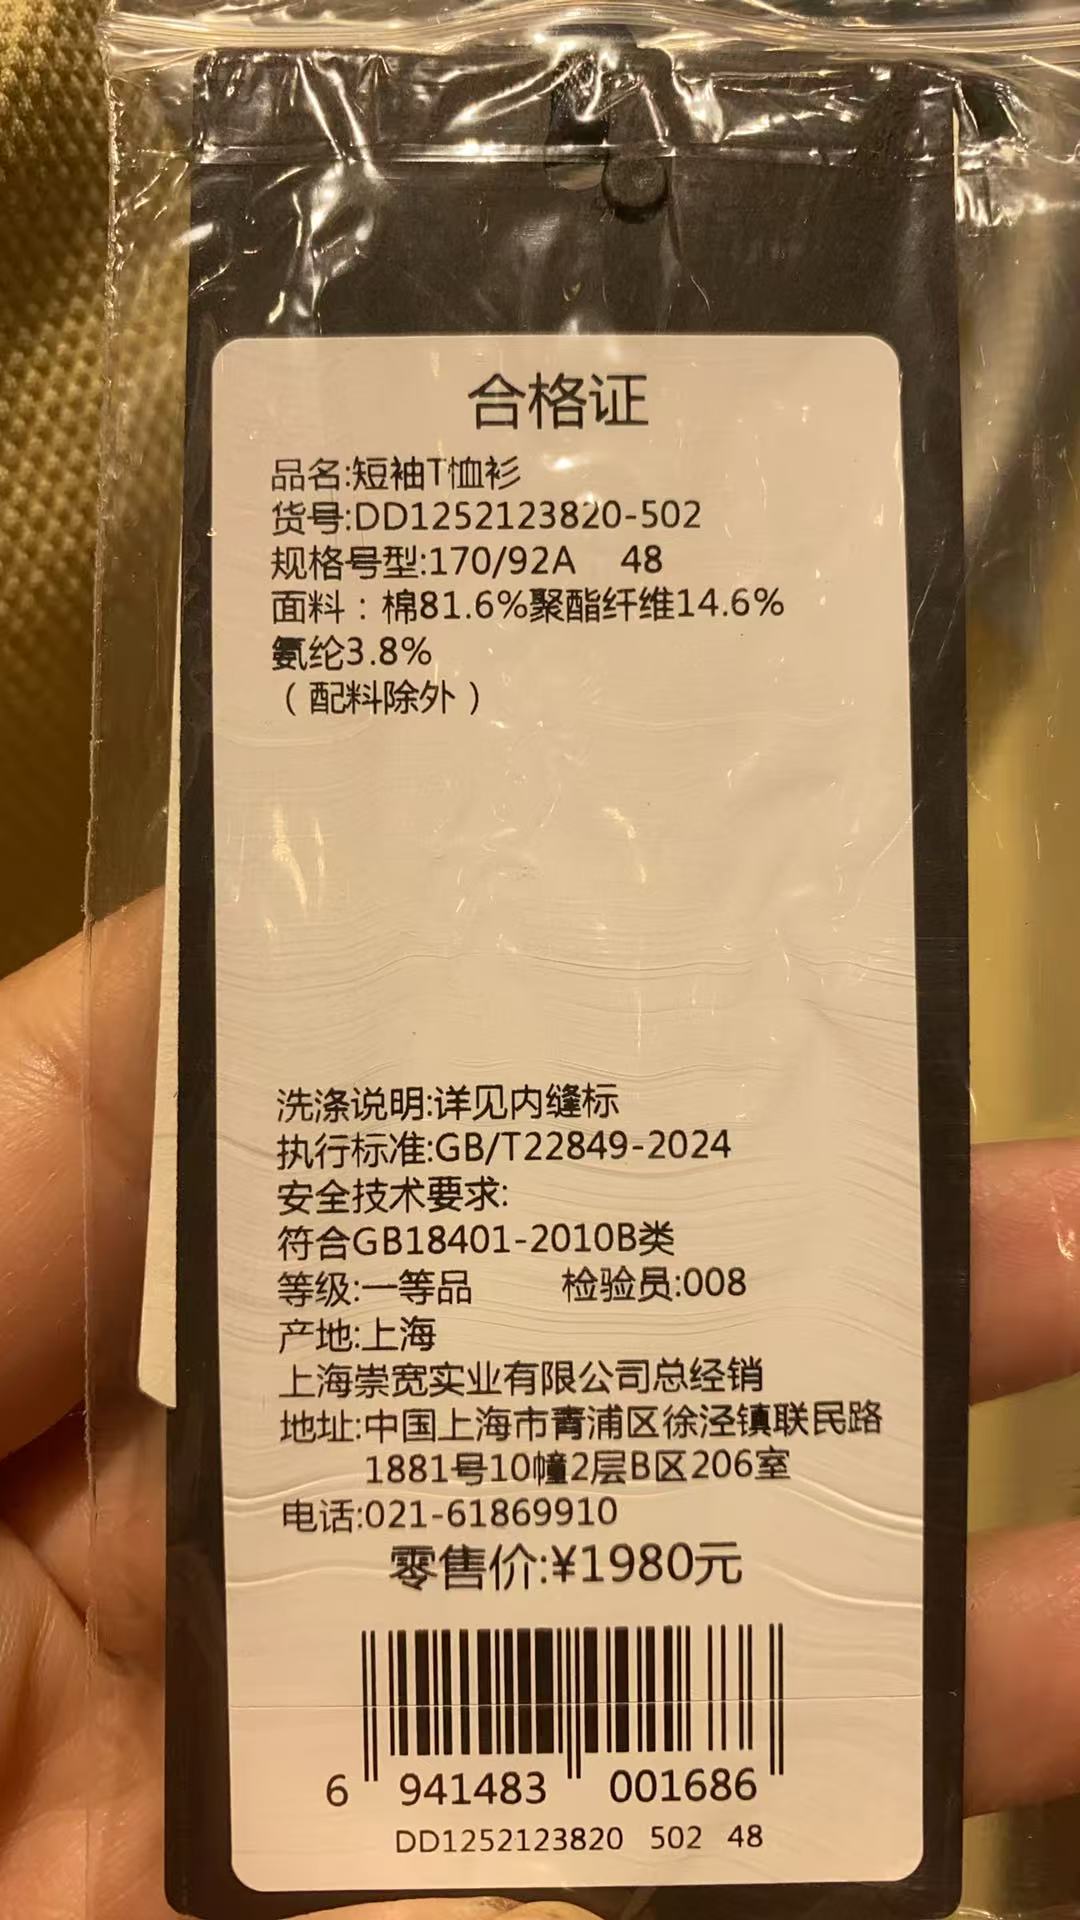 合格证
品名:短袖T恤衫
货号:DD1252123820-502
规格号型:170/92A 48
面料：棉81.6%聚酯纤维14.6%
氨纶3.8%
（配料除外）
洗涤说明:详见内缝标
执行标准:GB/T22849-2024
安全技术要求:
符合GB18401-2010B类
等级:一等品 检验员:008
产地:上海
上海崇宽实业有限公司总经销
地址:中国上海市青浦区徐泾镇联民路
1881号10幢2层B区206室
电话:021-61869910
零售价:¥1980元
6 941483 001686
DD1252123820 502 48